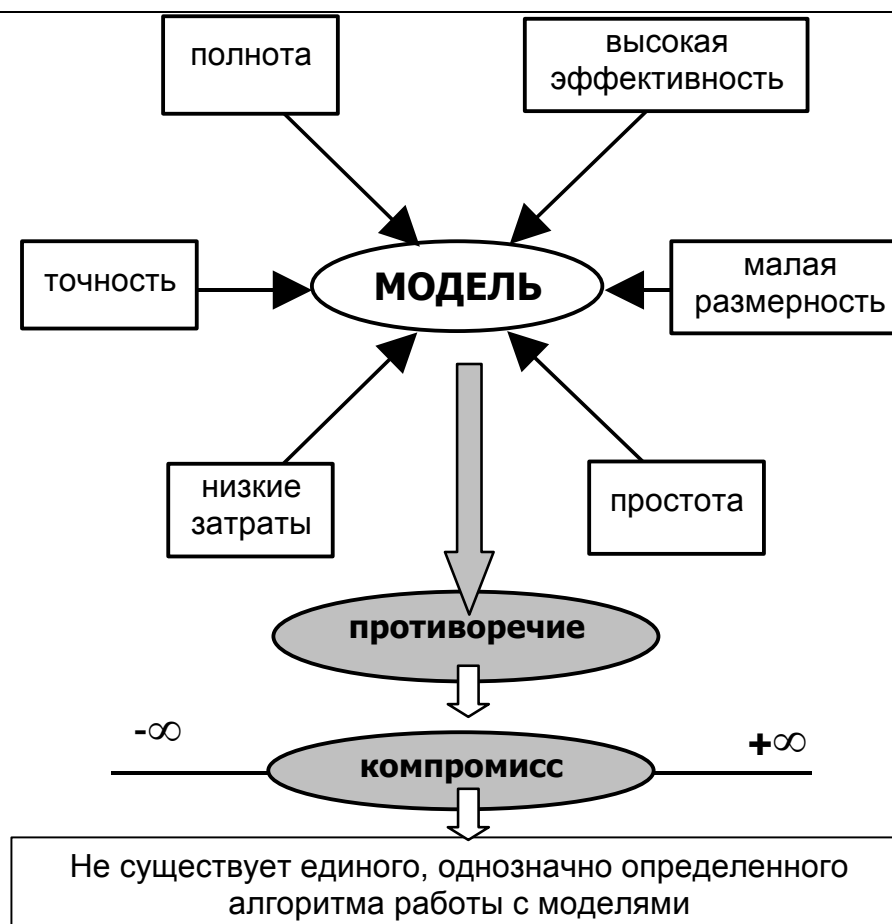 полнота
высокая
эффективность
точность
МОДЕЛЬ
малая
размерность
низкие
затраты
простота
противоречие
-∞
+∞
компромисс
Не существует единого, однозначно определенного
алгоритма работы с моделями